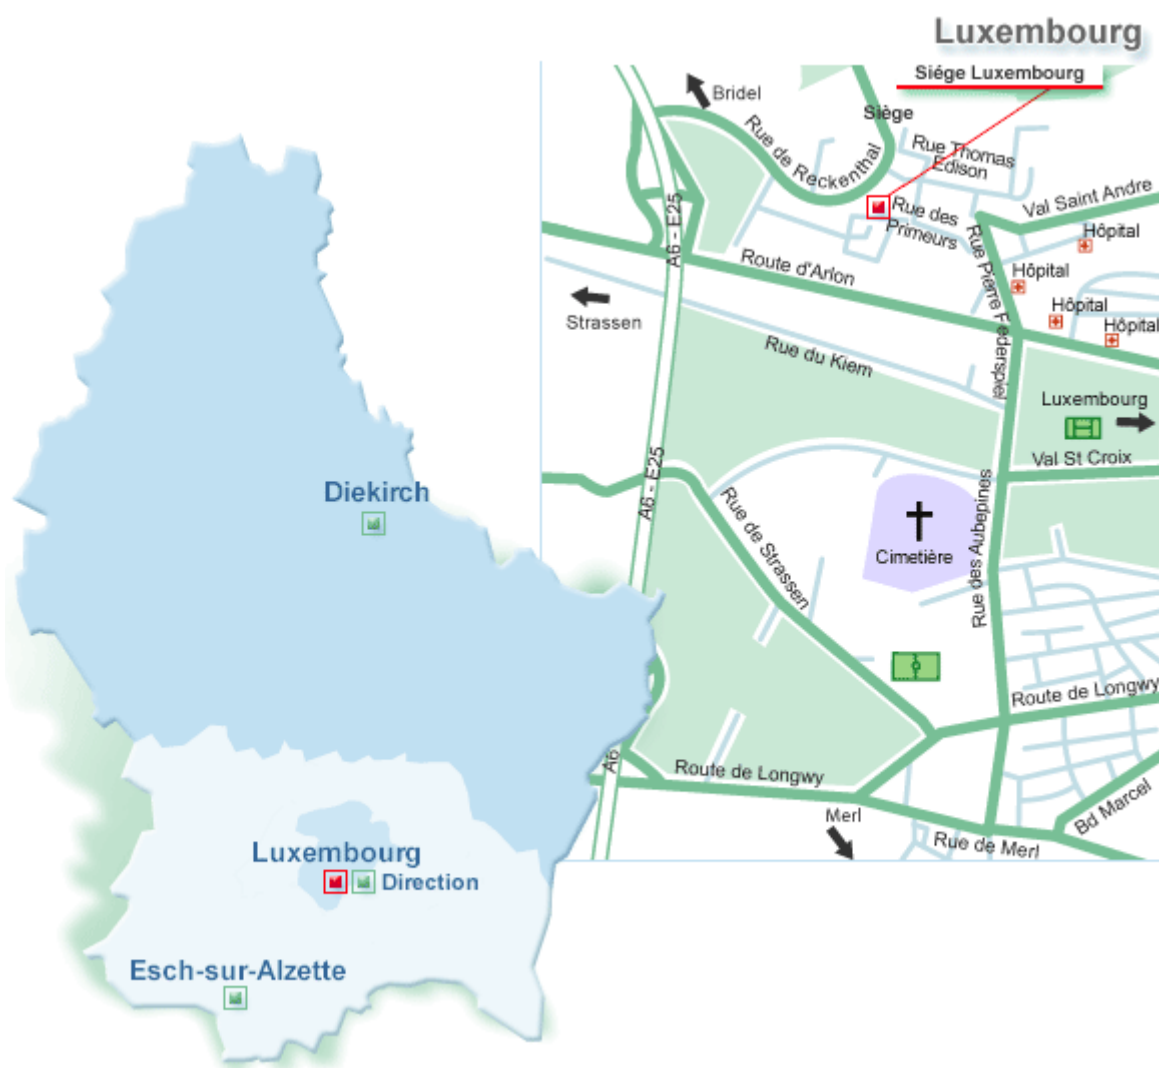 Luxembourg
Siége Luxembourg
Bridel
Siège
Rue de Reckenthal
Rue Thomas
Edison
Val Saint Andre
Rue des
Primeurs
Hôpital
A6 - E25
Route d'Arlon
Rue Pierre Federspiel
Hôpital
Hôpital
Hôpital
Strassen
Rue du Kiem
Luxembourg
Val St Croix
A6 - E25
Diekirch
Rue de Strassen
Rue des Aubepines
Cimetière
Route de Longwy
A6
Route de Longwy
Bd Marcel
Merl
Rue de Merl
Luxembourg
Direction
Esch-sur-Alzette